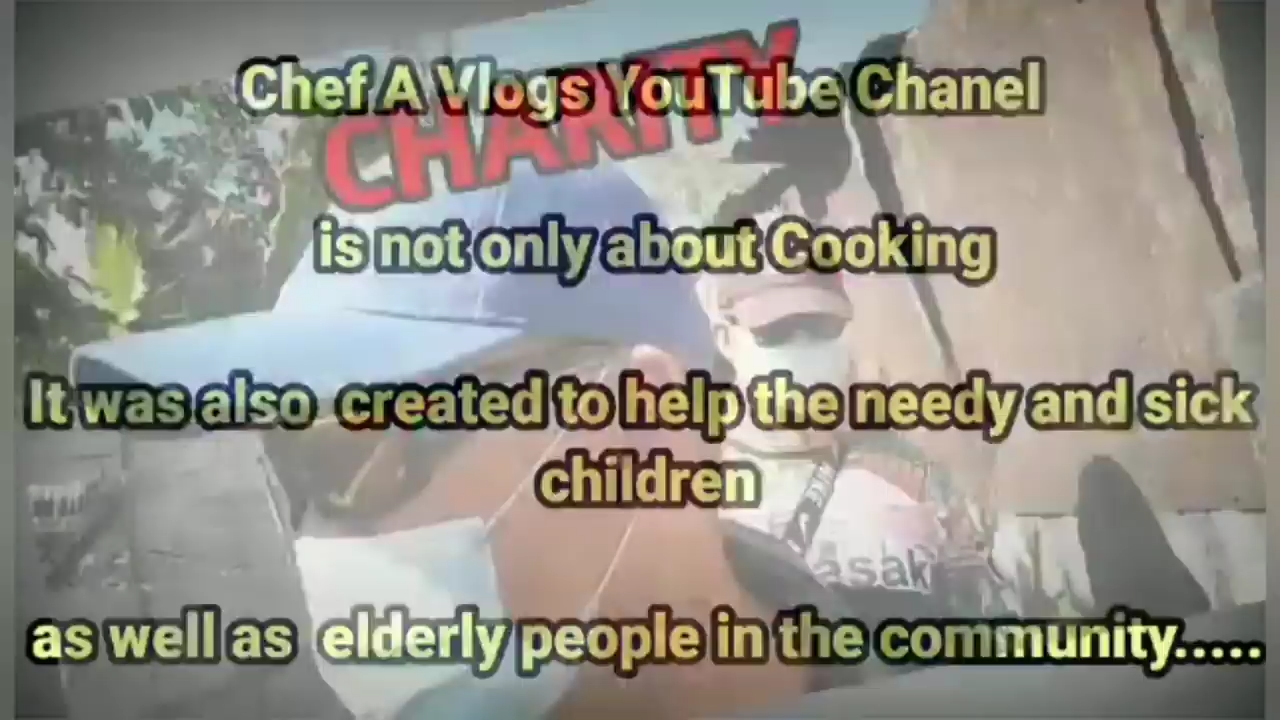 Chef A Vlogs YouTube Chanel
CHARITY
is not only about Cooking
It was also created to help the needy and sick
children
asak
as well as elderly people in the community.....